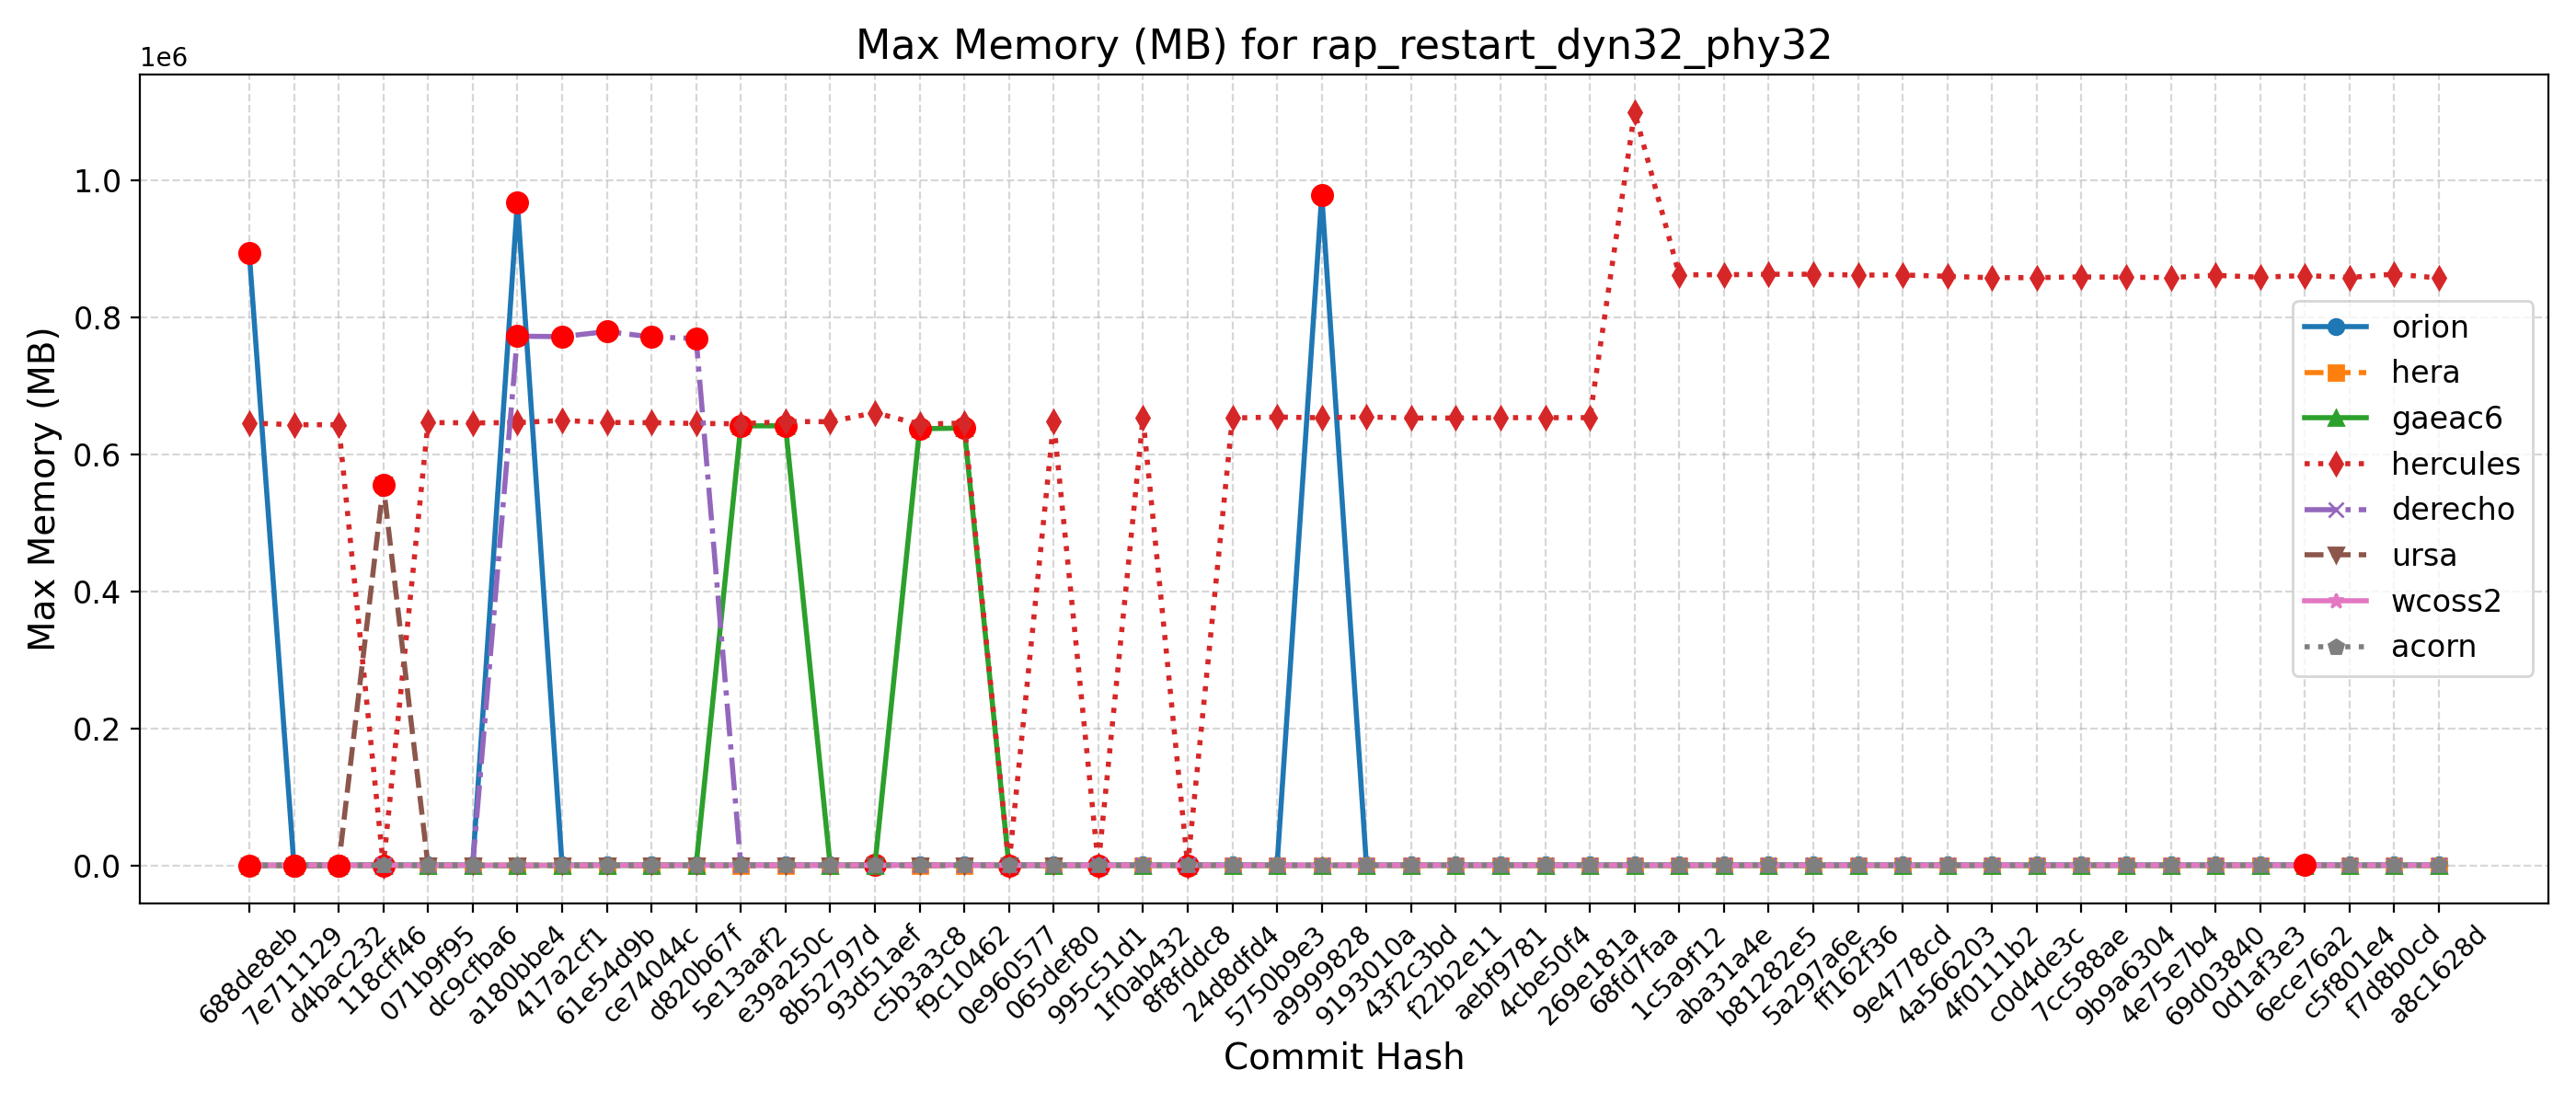 Max Memory (MB) for rap_restart_dyn32_phy32
1e6
1.0
0.8
0.6
0.4
0.2
0.0
Max Memory (MB)
orion
hera
gaeac6
hercules
derecho
ursa
wcoss2
acorn
688de8eb
7e711129
d4bac232
118cff46
071b9f95
dc9cfba6
a180bbe4
417a2cf1
61e54d9b
ce74044c
d820b67f
5e13aaf2
e39a250c
8b52797d
93d51aef
c5b3a3c8
f9c10462
0e960577
065def80
995c51d1
1f0ab432
8f8fddc8
24d8dfd4
5750b9e3
a9999828
9193010a
43f2c3bd
f22b2e11
aebf9781
4cbe50f4
269e181a
68fd7faa
1c5a9f12
aba31a4e
b81282e5
5a297a6e
ff162f36
9e4778cd
4a566203
4f0111b2
c0d4de3c
7cc588ae
9b9a6304
4e75e7b4
69d03840
0d1af3e3
6ece76a2
c5f801e4
f7d8b0cd
a8c1628d
Commit Hash